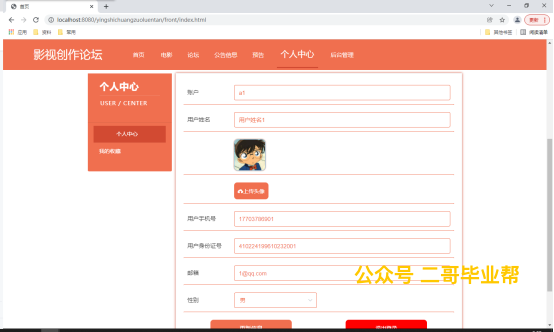 首页
localhost:8080/yingshichuangzuoluntan/front/index.html
更新
应用 资料 常用
其他书签 阅读清单
影视创作论坛 首页 电影 论坛 公告信息 预告 个人中心 后台管理
个人中心
USER / CENTER
个人中心
我的收藏
账户 a1
用户姓名 用户姓名1
上传头像
用户手机号 17703786901
用户身份证号 410224199610232001
邮箱 1@qq.com
公众号 二哥毕业帮
性别 男